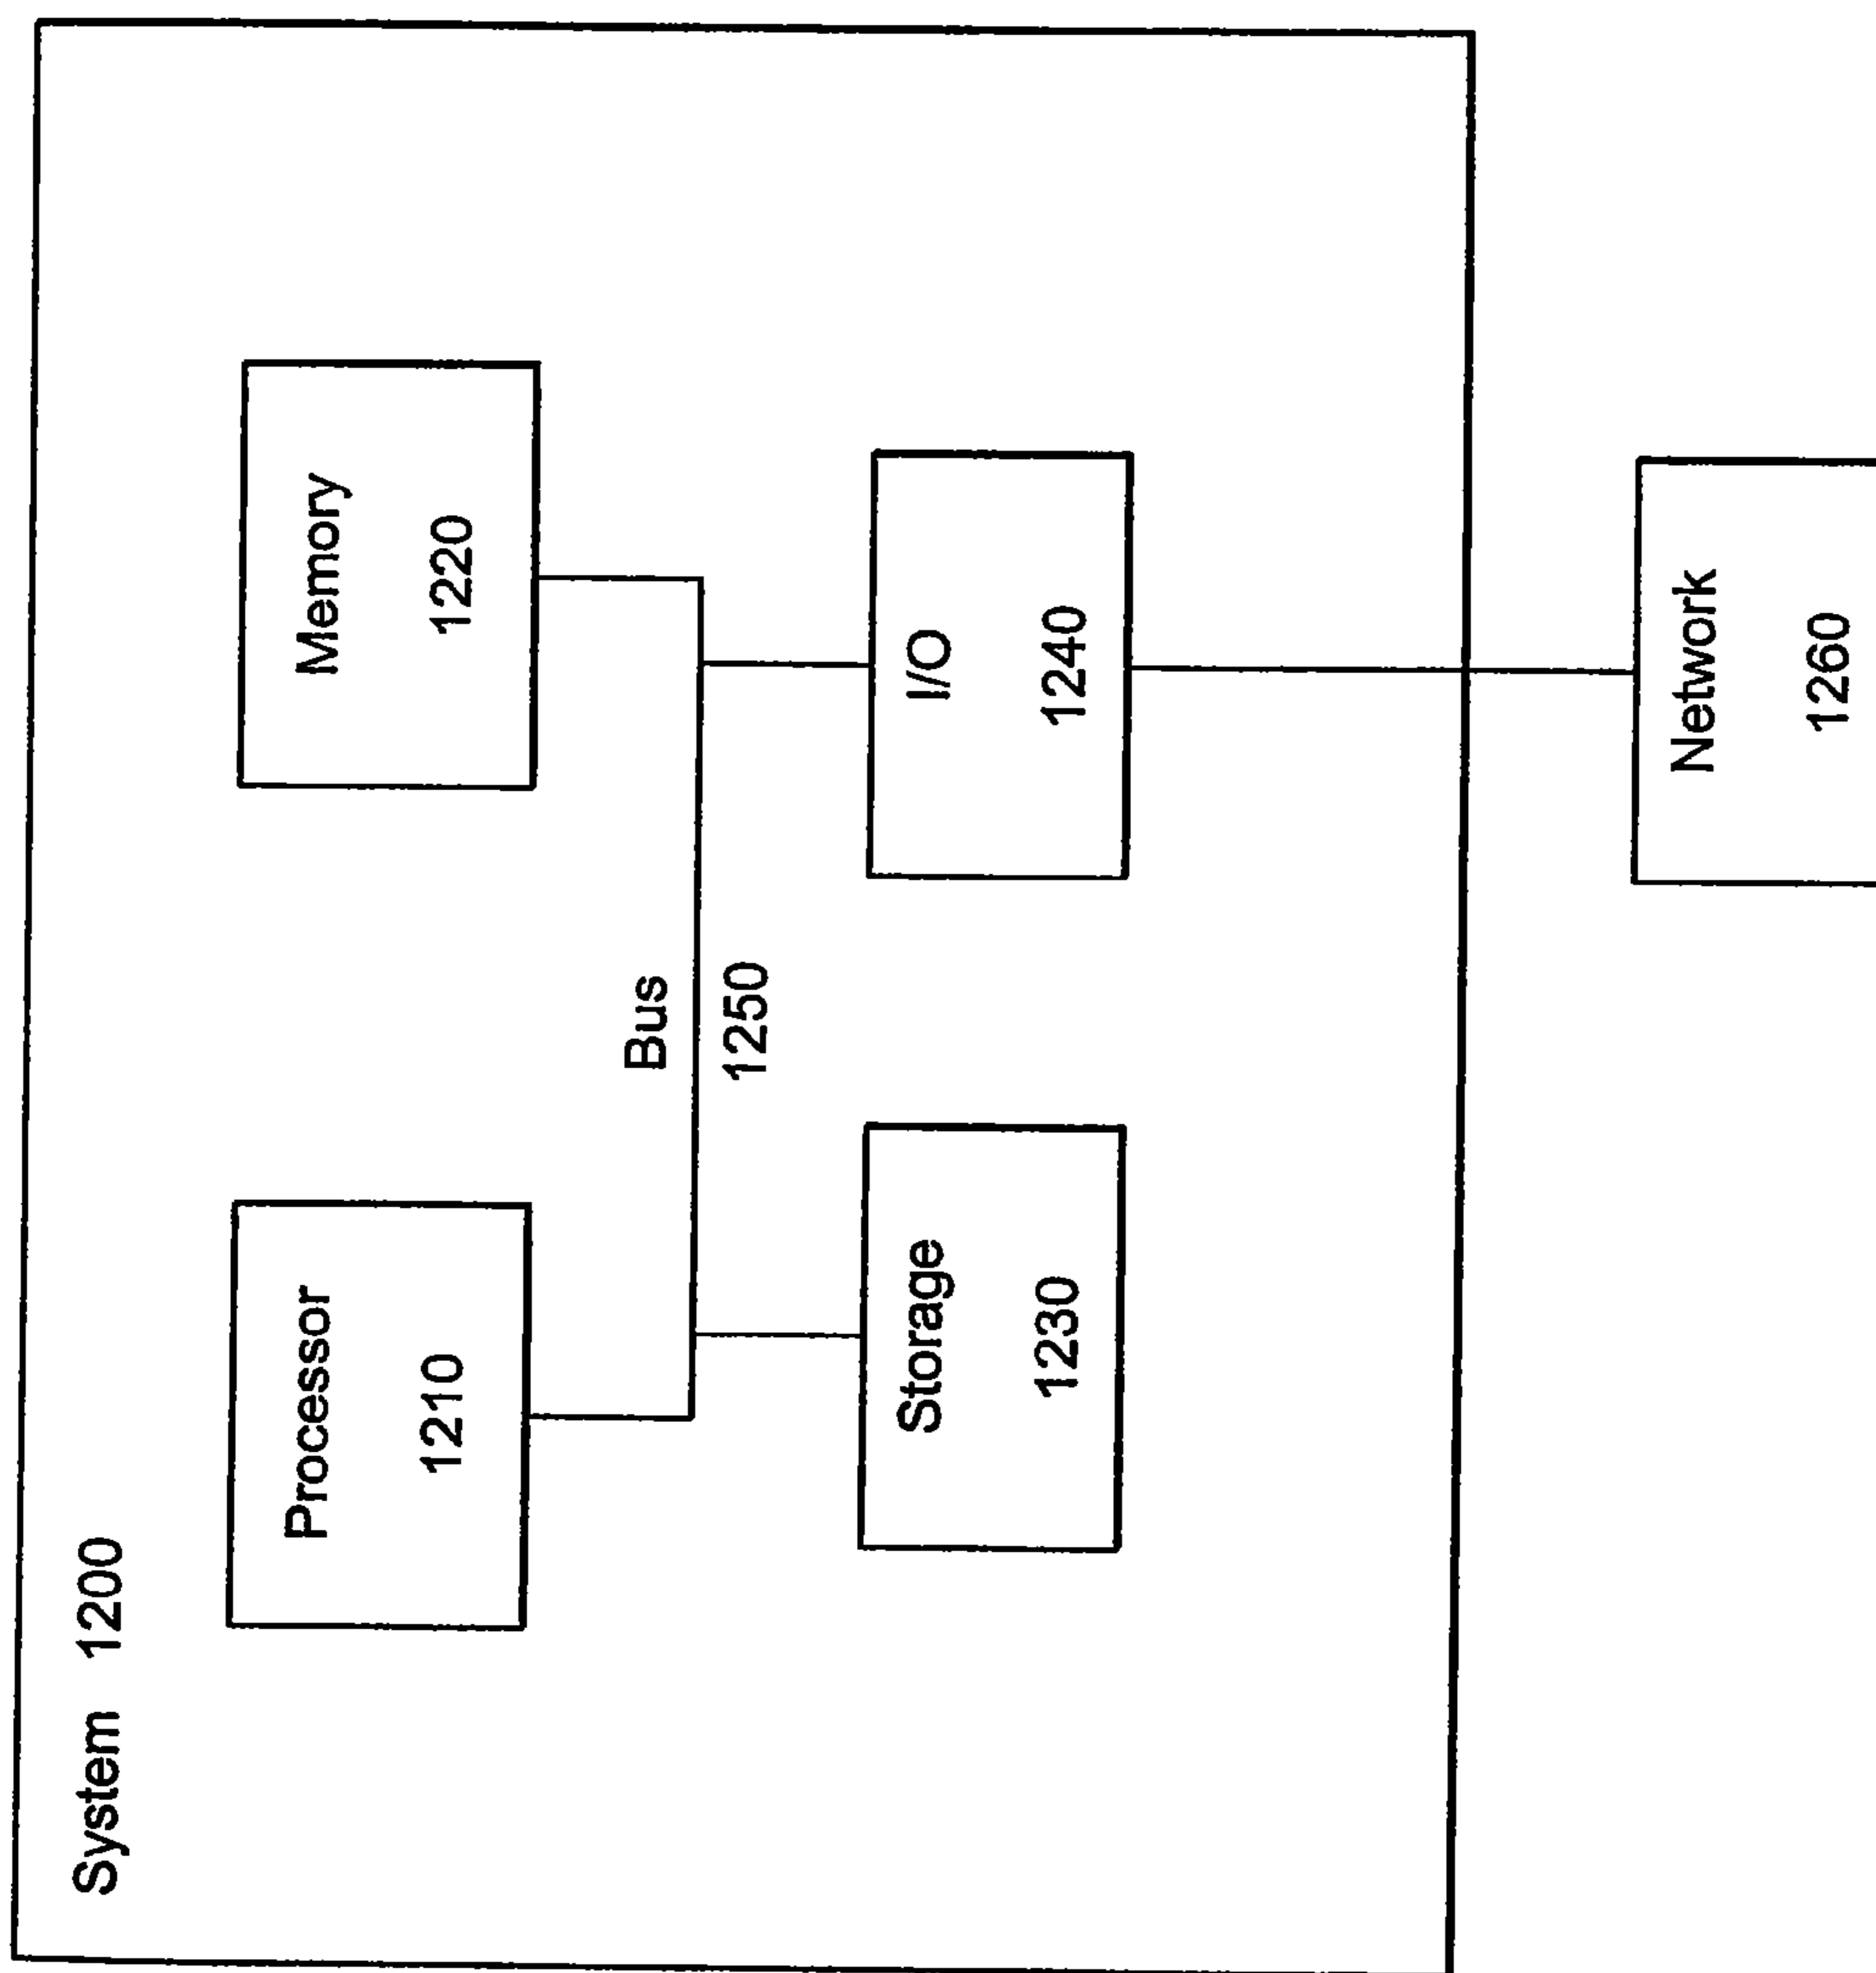 System 1200
Processor
1210
Memory
1220
Bus
1250
Storage
1230
I/O
1240
Network
1260